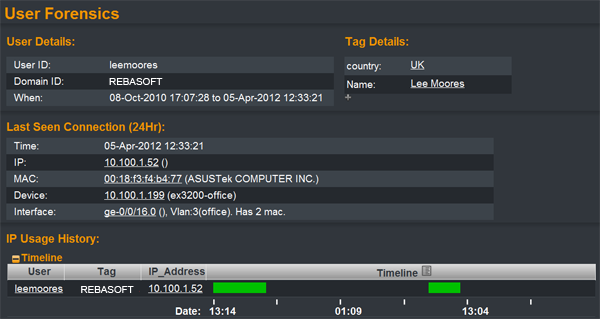 User Forensics
User Details:
User ID: leemoores
Domain ID: REBASOFT
When: 08-Oct-2010 17:07:28 to 05-Apr-2012 12:33:21
Tag Details:
country: UK
Name: Lee Moores
+
Last Seen Connection (24Hr):
Time: 05-Apr-2012 12:33:21
IP: 10.100.1.52 ()
MAC: 00:18:f3:f4:b4:77 (ASUSTek COMPUTER INC.)
Device: 10.100.1.199 (ex3200-office)
Interface: ge-0/0/16.0 (), Vlan:3(office). Has 2 mac.
IP Usage History:
Timeline
User Tag IP_Address Timeline
leemoores REBASOFT 10.100.1.52
Date: 13:14 01:09 13:04